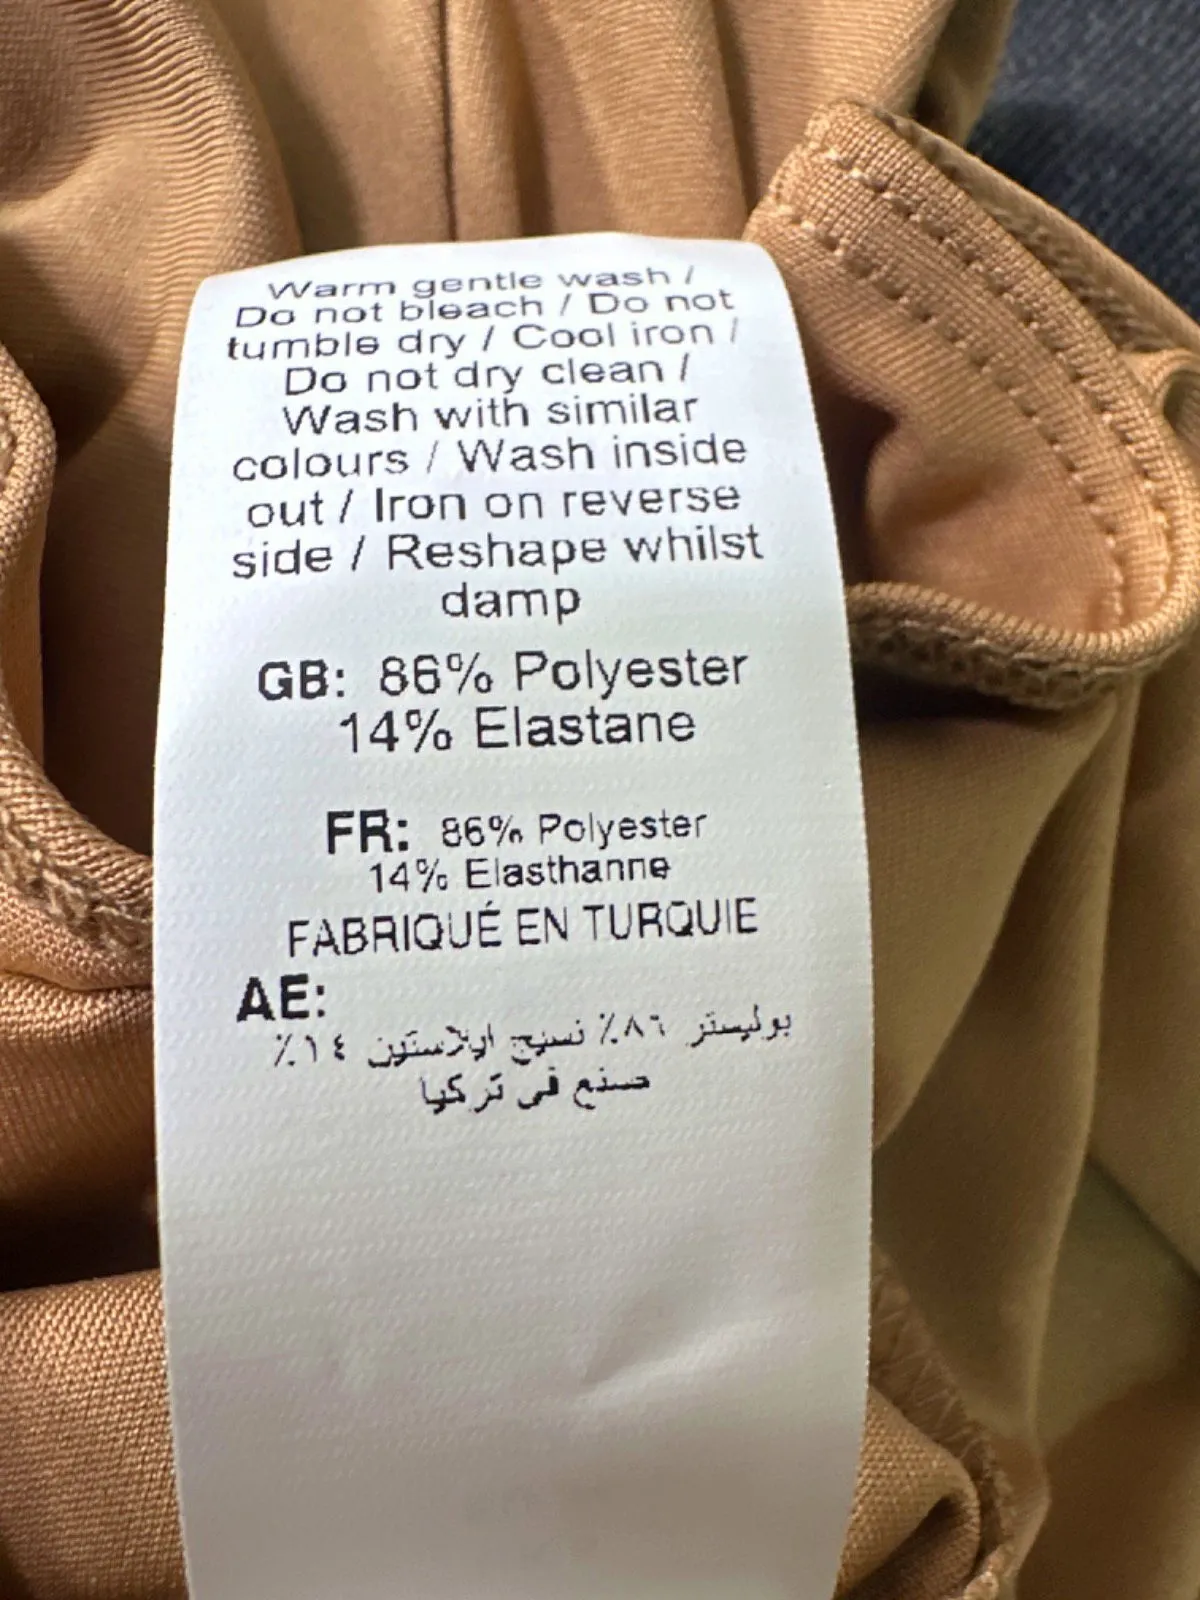 Warm gentle wash /
Do not bleach / Do not
tumble dry / Cool iron /
Do not dry clean /
Wash with similar
colours / Wash inside
out / Iron on reverse
side / Reshape whilst
damp
GB: 86% Polyester
14% Elastane
FR: 86% Polyester
14% Elasthanne
FABRIQUÉ EN TURQUIE
AE:
بوليستر ٨٦٪ نسيج ايلاستين ١٤٪
صنع في تركيا